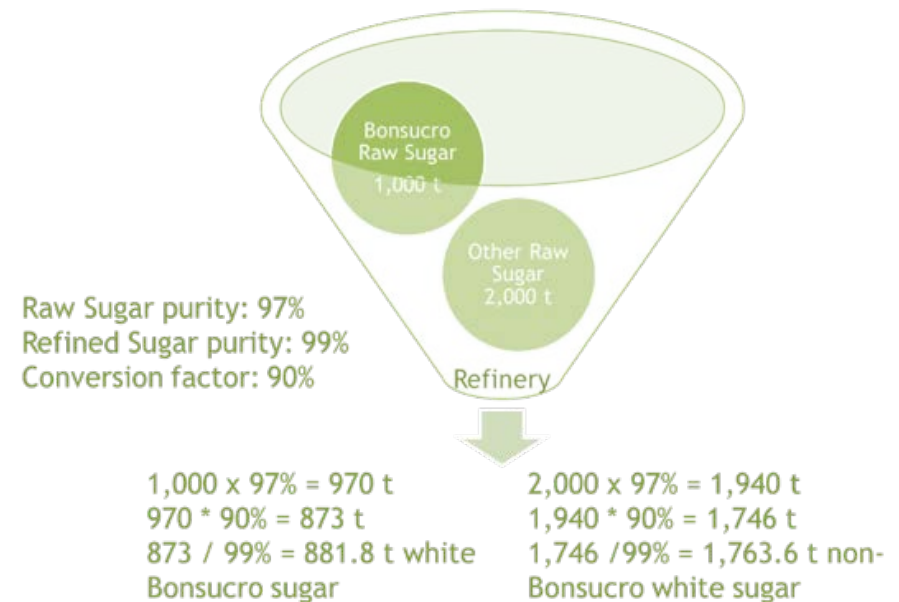 Bonsucro
Raw Sugar
1,000 t
Other Raw
Sugar
2,000 t
Raw Sugar purity: 97%
Refined Sugar purity: 99%
Conversion factor: 90%
Refinery
1,000 x 97% = 970 t
970 * 90% = 873 t
873 / 99% = 881.8 t white
Bonsucro sugar
2,000 x 97% = 1,940 t
1,940 * 90% = 1,746 t
1,746 /99% = 1,763.6 t non-
Bonsucro white sugar